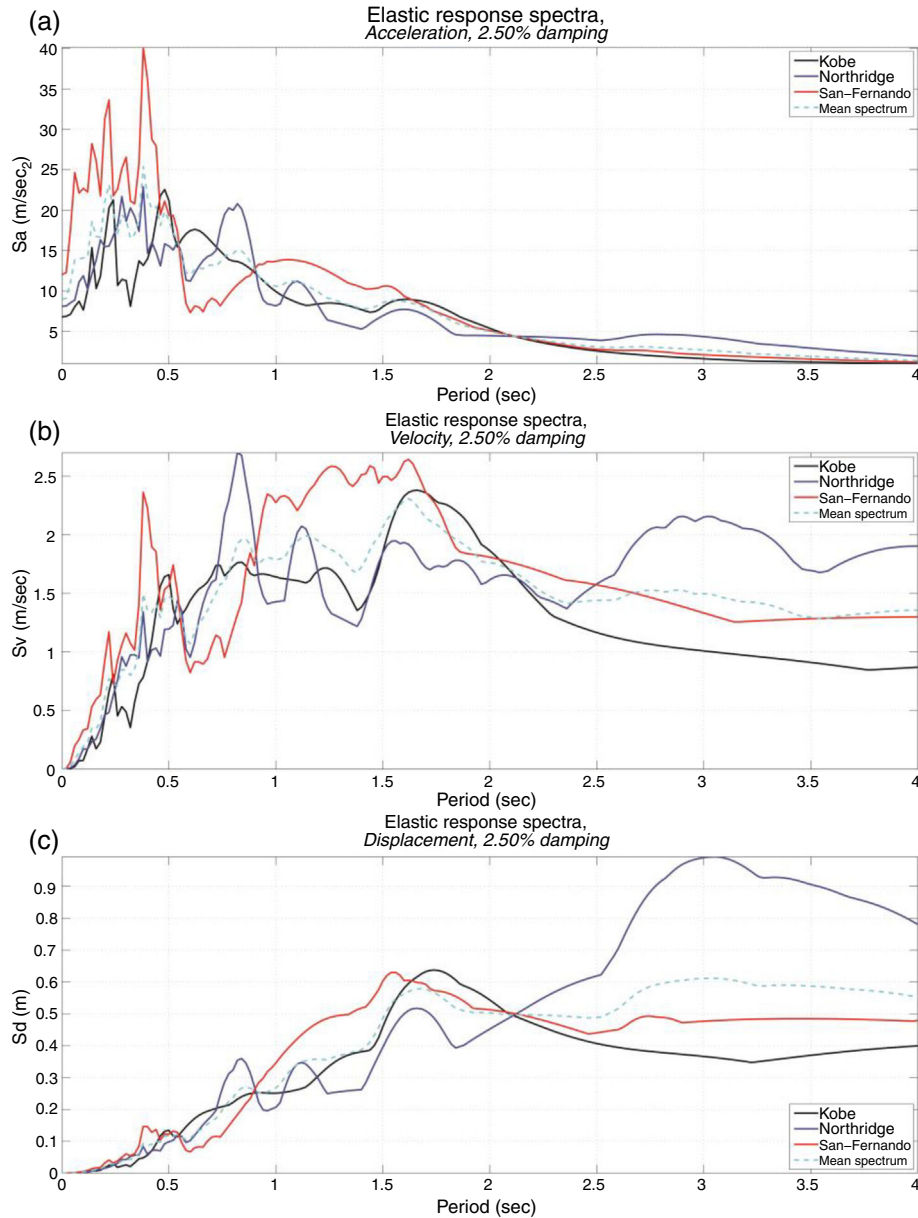 (a)
Elastic response spectra,
Acceleration, 2.50% damping
Kobe
Northridge
San-Fernando
Mean spectrum
Sa (m/sec₂)
40
35
30
25
20
15
10
5
0 0.5 1 1.5 2 2.5 3 3.5 4
Period (sec)
(b)
Elastic response spectra,
Velocity, 2.50% damping
Kobe
Northridge
San-Fernando
Mean spectrum
Sv (m/sec)
2.5
2
1.5
1
0.5
0
0 0.5 1 1.5 2 2.5 3 3.5 4
Period (sec)
(c)
Elastic response spectra,
Displacement, 2.50% damping
Sd (m)
0.9
0.8
0.7
0.6
0.5
0.4
0.3
0.2
0.1
0
Kobe
Northridge
San-Fernando
Mean spectrum
0 0.5 1 1.5 2 2.5 3 3.5 4
Period (sec)